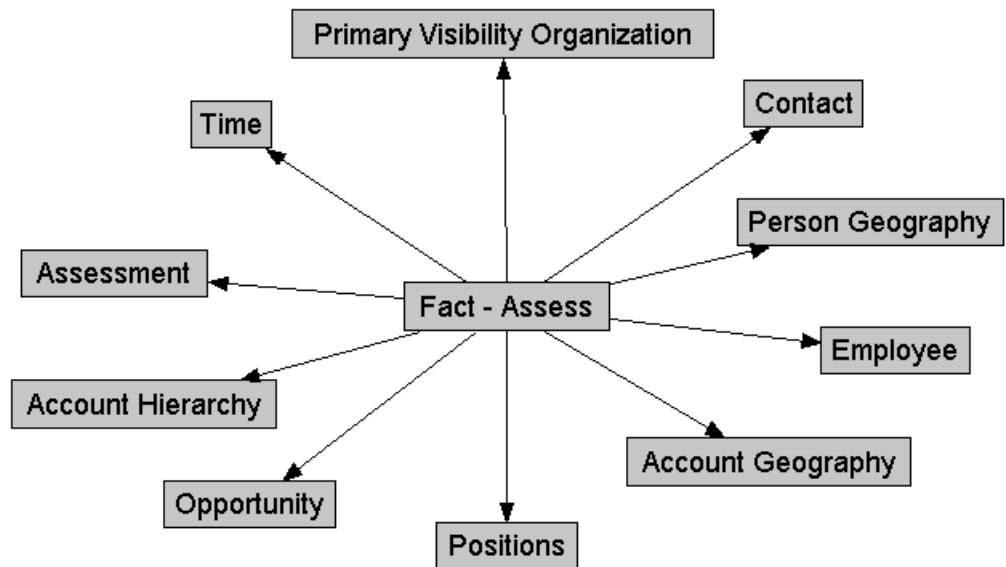 Primary Visibility Organization
Contact
Time
Person Geography
Assessment
Fact - Assess
Employee
Account Hierarchy
Account Geography
Opportunity
Positions